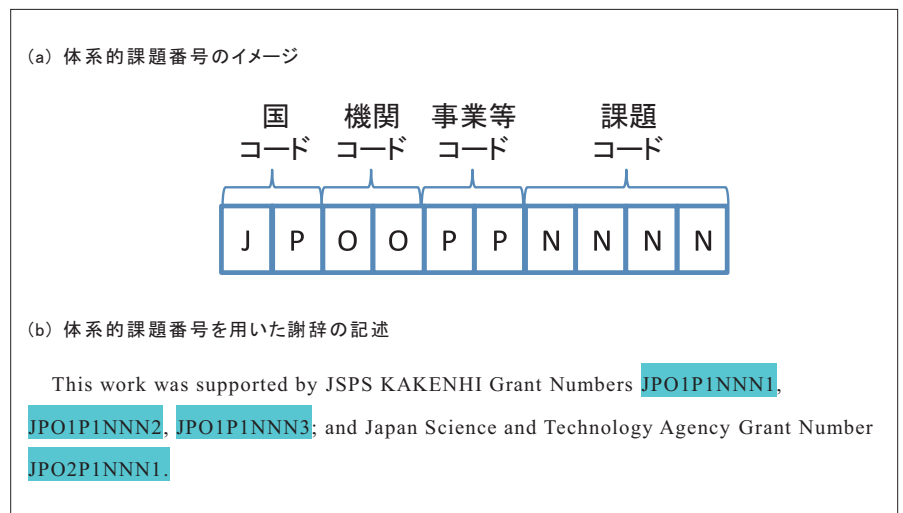 (a) 体系的課題番号のイメージ
国 機関 事業等 課題
コード コード コード コード
J P O O P P N N N N
(b) 体系的課題番号を用いた謝辞の記述
This work was supported by JSPS KAKENHI Grant Numbers JPO1P1NNN1,
JPO1P1NNN2, JPO1P1NNN3; and Japan Science and Technology Agency Grant Number
JPO2P1NNN1.